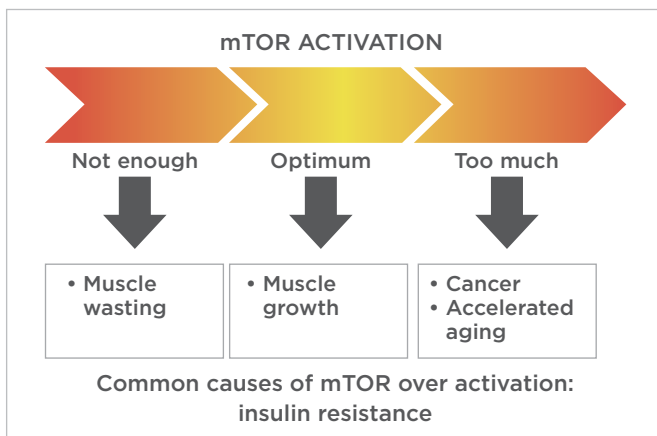 mTOR ACTIVATION
Not enough
Optimum
Too much
• Muscle
wasting
• Muscle
growth
• Cancer
• Accelerated
aging
Common causes of mTOR over activation:
insulin resistance